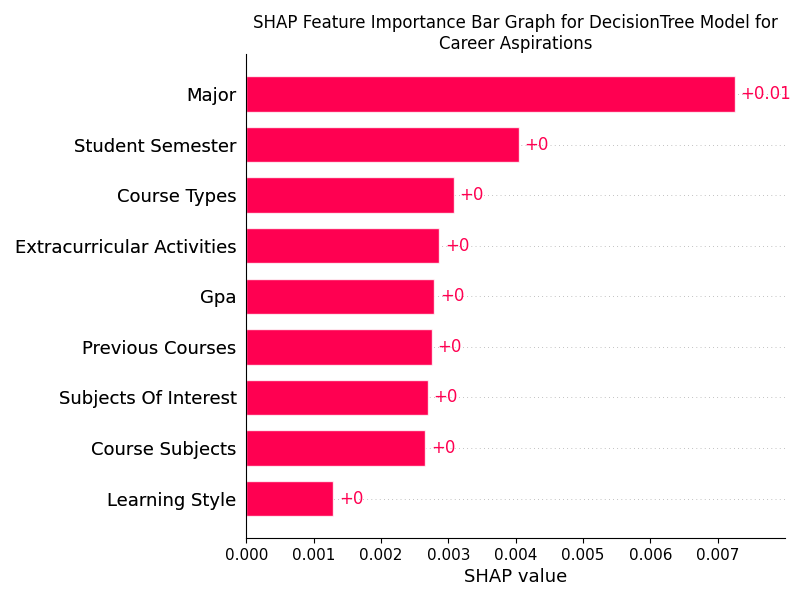 SHAP Feature Importance Bar Graph for DecisionTree Model for
Career Aspirations
Major
+0.01
Student Semester
+0
Course Types
+0
Extracurricular Activities
+0
Gpa
+0
Previous Courses
+0
Subjects Of Interest
+0
Course Subjects
+0
Learning Style
+0
0.000 0.001 0.002 0.003 0.004 0.005 0.006 0.007
SHAP value